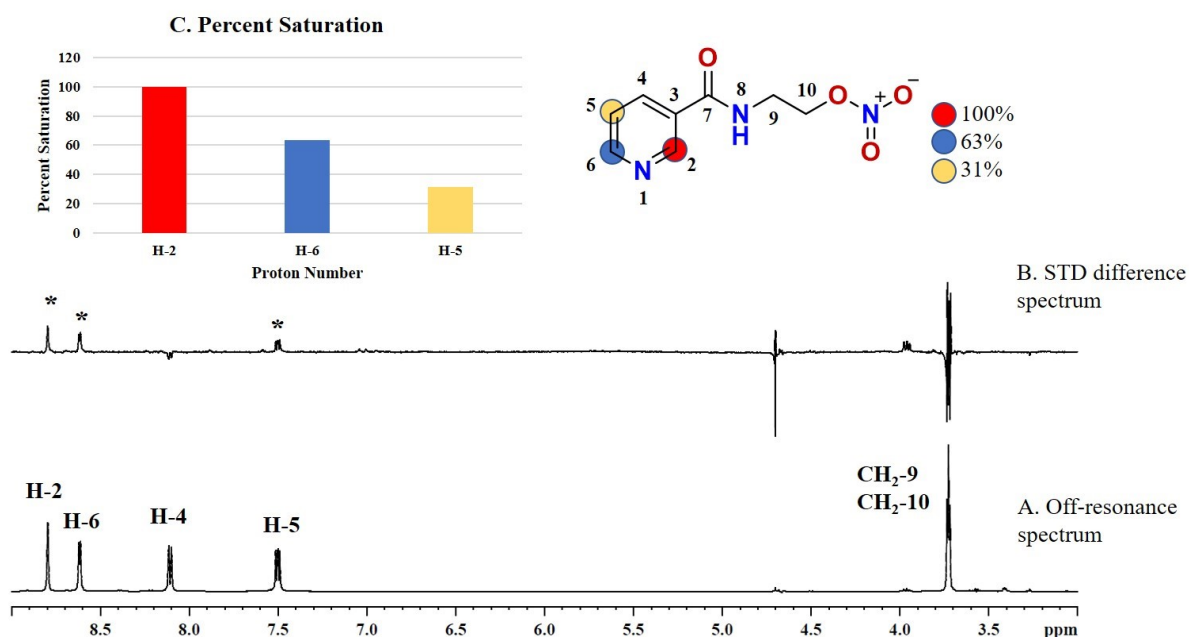 C. Percent Saturation
Percent Saturation
120
100
80
60
40
20
0
H-2 H-6 H-5
Proton Number
O
4
3
5
6
N
1
2
7
8
N
H
9
10
O
N
+
O
−
O
100%
63%
31%
B. STD difference
spectrum
* * *
H-2
H-6
H-4
H-5
CH₂-9
CH₂-10
A. Off-resonance
spectrum
8.5 8.0 7.5 7.0 6.5 6.0 5.5 5.0 4.5 4.0 3.5 ppm